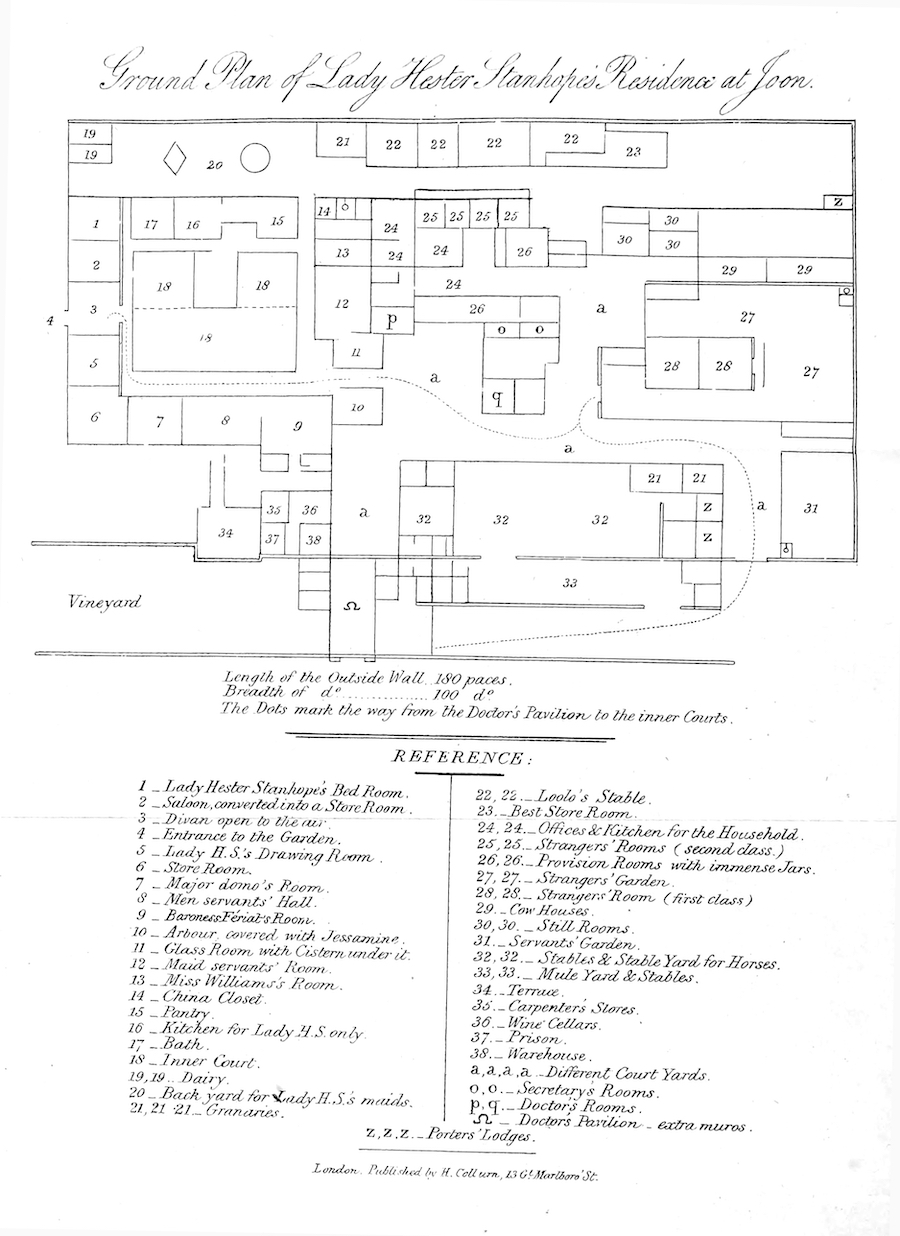 Ground Plan of Lady Hester Stanhope's Residence at Joon.
19
19
20
21
22
22
22
22
23
z
1
17
16
15
14
24
25
25
25
25
30
30
30
2
13
24
24
26
29
29
18
18
24
3
4
12
p
26
a
27
18
o
o
5
11
a
28
28
27
q
10
6
7
8
9
a
21
21
35
36
a
32
32
32
z
a
31
34
37
38
z
33
Vineyard
Ω
Length of the Outside Wall.. 180 paces.
Breadth of dº ................ 100 dº
The Dots mark the way from the Doctor's Pavilion to the inner Courts.
REFERENCE:
1 _ Lady Hester Stanhope's Bed Room.
2 _ Saloon, converted into a Store Room.
3 _ Divan open to the air.
4 _ Entrance to the Garden.
5 _ Lady H.S.'s Drawing Room.
6 _ Store Room.
7 _ Major domo's Room.
8 _ Men servants' Hall.
9 _ Baroness Fériat's Room.
10 _ Arbour, covered with Jessamine.
11 _ Glass Room with Cistern under it.
12 _ Maid servants' Room.
13 _ Miss Williams's Room.
14 _ China Closet.
15 _ Pantry.
16 _ Kitchen for Lady H.S. only.
17 _ Bath.
18 _ Inner Court.
19, 19.. Dairy.
20 _ Back yard for Lady H.S.'s maids.
21, 21 21._ Granaries.
22, 22._ Loolo's Stable.
23._ Best Store Room.
24, 24._ Offices & Kitchen for the Household.
25, 25._ Strangers' Rooms (second class.)
26, 26._ Provision Rooms with immense Jars.
27, 27._ Strangers' Garden.
28, 28._ Strangers' Room (first class)
29._ Cow Houses.
30, 30._ Still Rooms.
31._ Servants' Garden.
32, 32._ Stables & Stable Yard for Horses.
33, 33._ Mule Yard & Stables.
34._ Terrace.
35._ Carpenter's Stores.
36._ Wine Cellars.
37._ Prison.
38._ Warehouse.
a, a, a, a._ Different Court Yards.
o, o._ Secretary's Rooms.
p, q._ Doctor's Rooms.
Ω._ Doctor's Pavilion _ extra muros.
z, z, z._ Porters' Lodges.
London. Published by H. Colburn, 13 Gt. Marlboro' St.